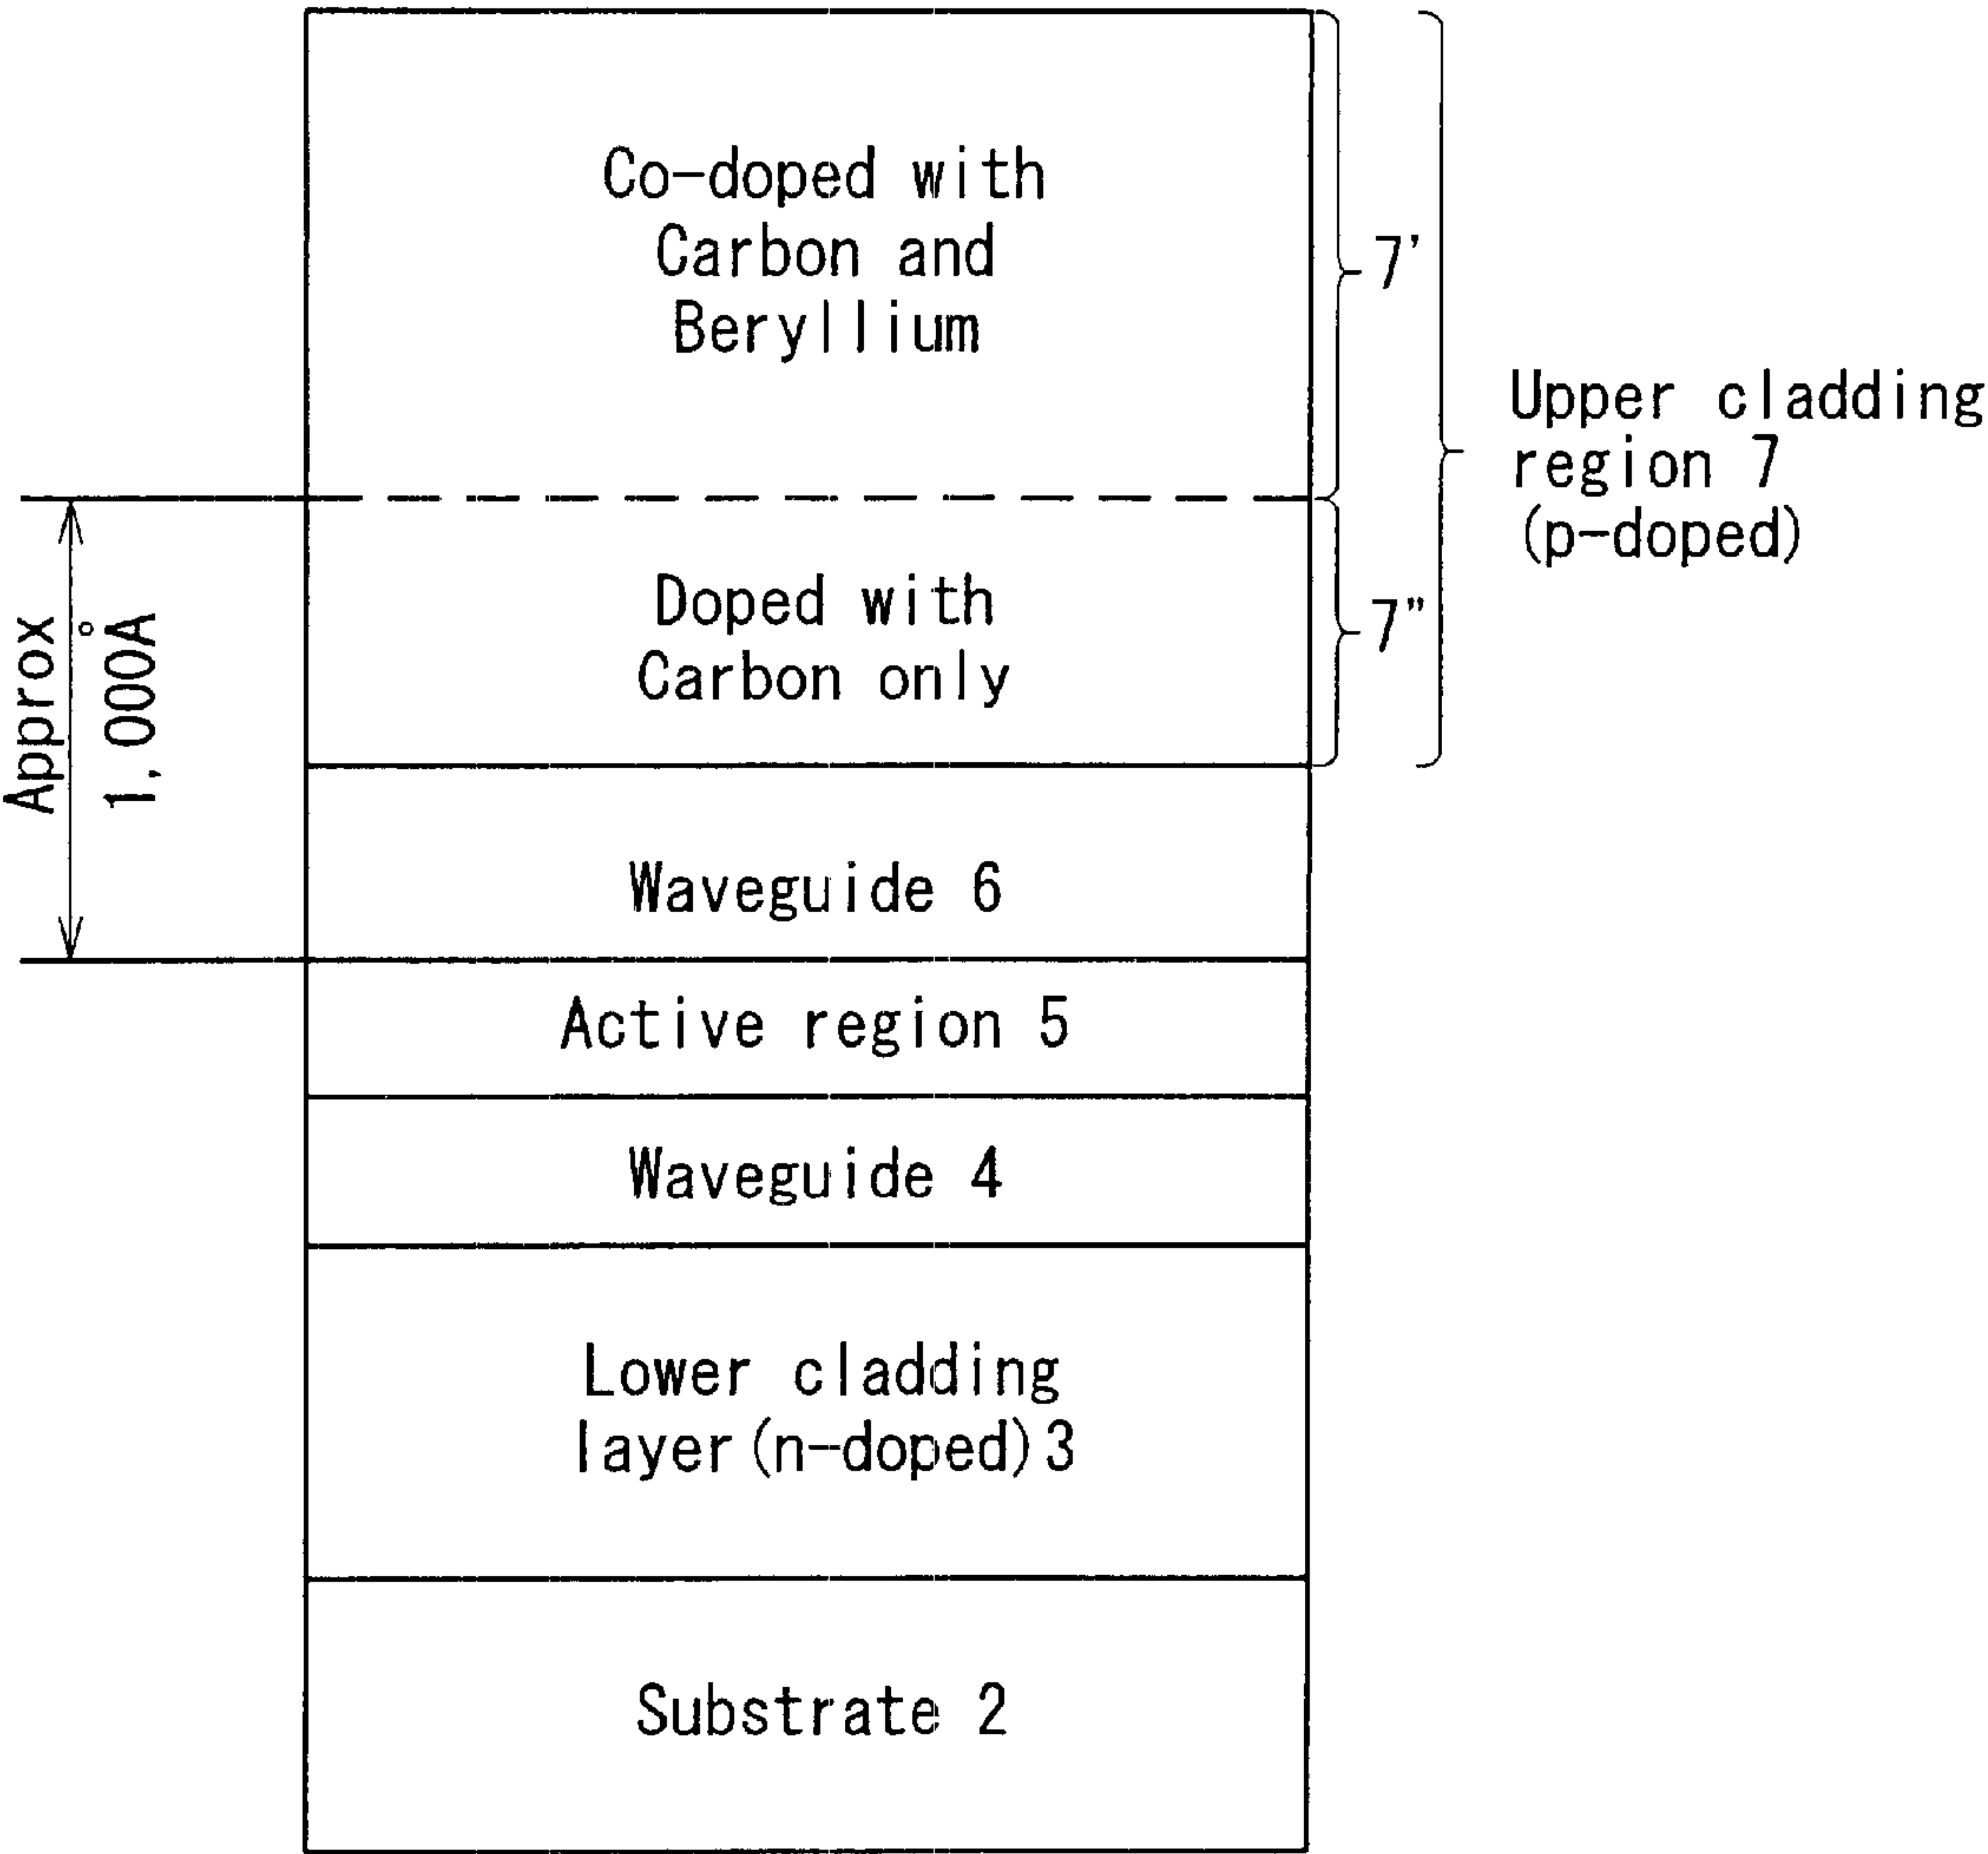 Co-doped with
Carbon and
Beryllium
7'
Upper cladding
region 7
(p-doped)
Approx
1,000Å
Doped with
Carbon only
7"
Waveguide 6
Active region 5
Waveguide 4
Lower cladding
layer(n-doped)3
Substrate 2